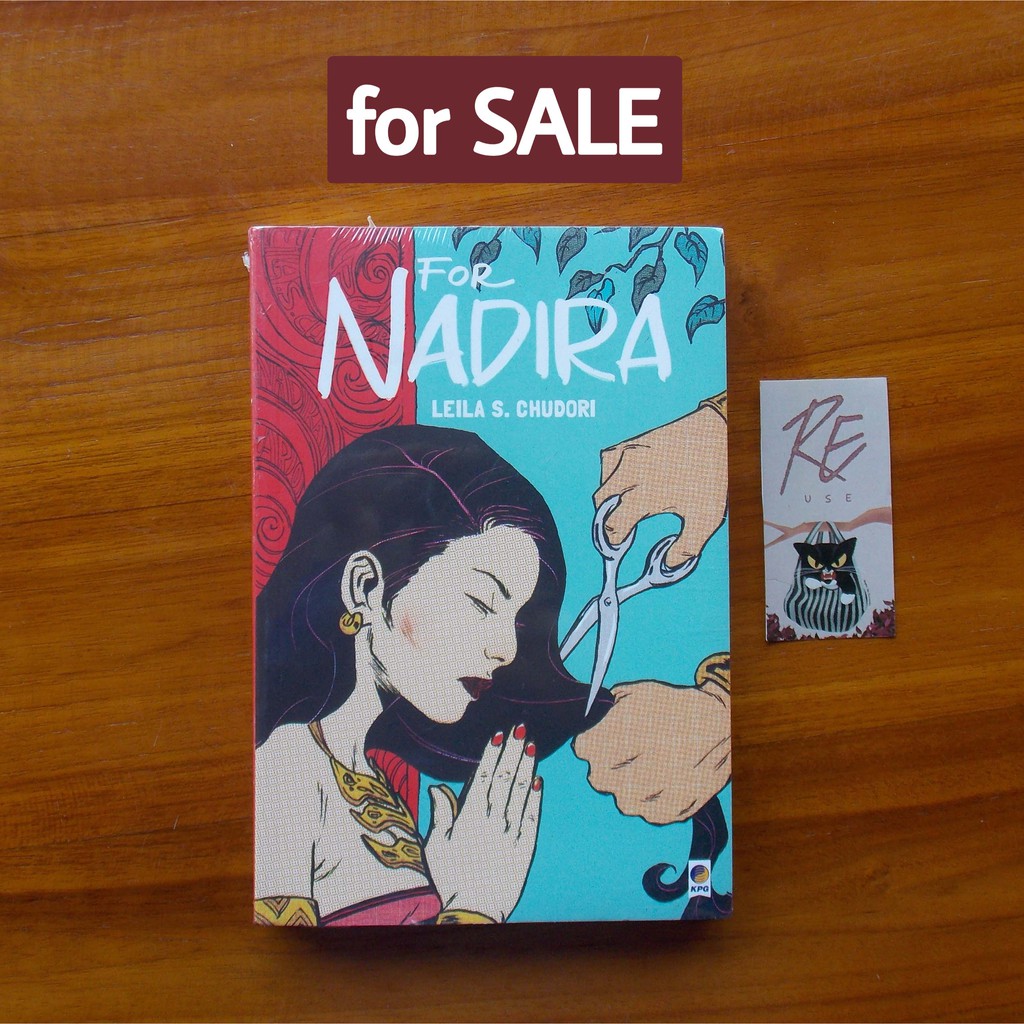 for SALE
FOR
NADIRA
LEILA S. CHUDORI
RE
USE
KPG